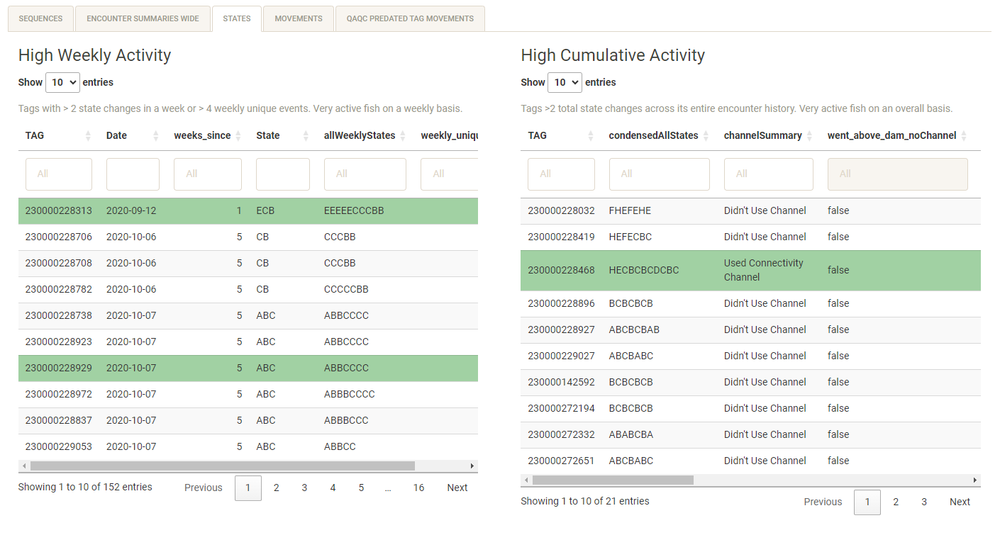 SEQUENCES ENCOUNTER SUMMARIES WIDE STATES MOVEMENTS QAQC PREDATED TAG MOVEMENTS
High Weekly Activity
Show 10 entries
Tags with > 2 state changes in a week or > 4 weekly unique events. Very active fish on a weekly basis.
TAG Date weeks_since State allWeeklyStates weekly_uniqu
All All All All
230000228313 2020-09-12 1 ECB EEEEECCCBB
230000228706 2020-10-06 5 CB CCCBB
230000228708 2020-10-06 5 CB CCCBB
230000228782 2020-10-06 5 CB CCCCCBB
230000228738 2020-10-07 5 ABC ABBCCCC
230000228923 2020-10-07 5 ABC ABBCCCC
230000228929 2020-10-07 5 ABC ABBCCCC
230000228972 2020-10-07 5 ABC ABBBCCCC
230000228837 2020-10-07 5 ABC ABBBCCC
230000229053 2020-10-07 5 ABC ABBCC
Showing 1 to 10 of 152 entries Previous 1 2 3 4 5 … 16 Next
High Cumulative Activity
Show 10 entries
Tags >2 total state changes across its entire encounter history. Very active fish on an overall basis.
TAG condensedAllStates channelSummary went_above_dam_noChannel
All All All All
230000228032 FHEFEHE Didn't Use Channel false
230000228419 HEFECBC Didn't Use Channel false
230000228468 HECBCBCDCBC Used Connectivity Channel false
230000228896 BCBCBCB Didn't Use Channel false
230000228927 ABCBCBAB Didn't Use Channel false
230000229027 ABCBABC Didn't Use Channel false
230000142592 BCBCBCB Didn't Use Channel false
230000272194 BCBCBCB Didn't Use Channel false
230000272332 ABABCBA Didn't Use Channel false
230000272651 ABCBABC Didn't Use Channel false
Showing 1 to 10 of 21 entries Previous 1 2 3 Next